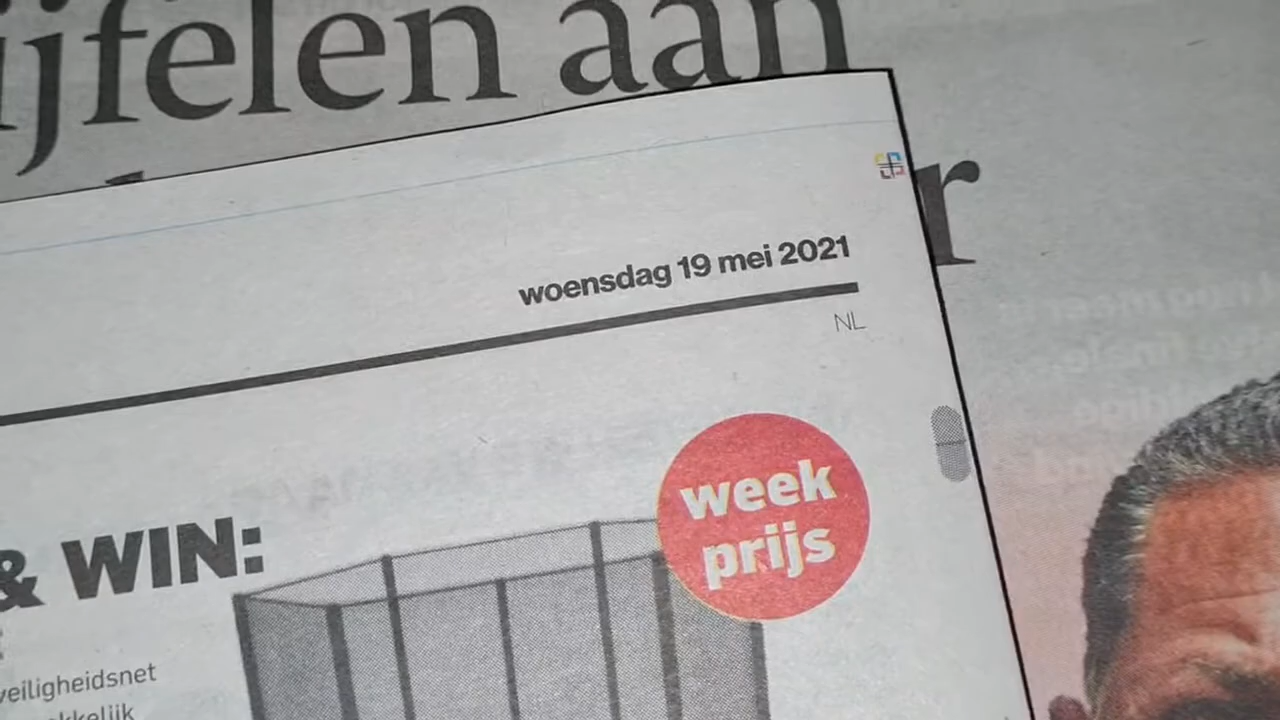 ijfelen aan
r
woensdag 19 mei 2021
NL
week
prijs
& WIN:
veiligheidsnet